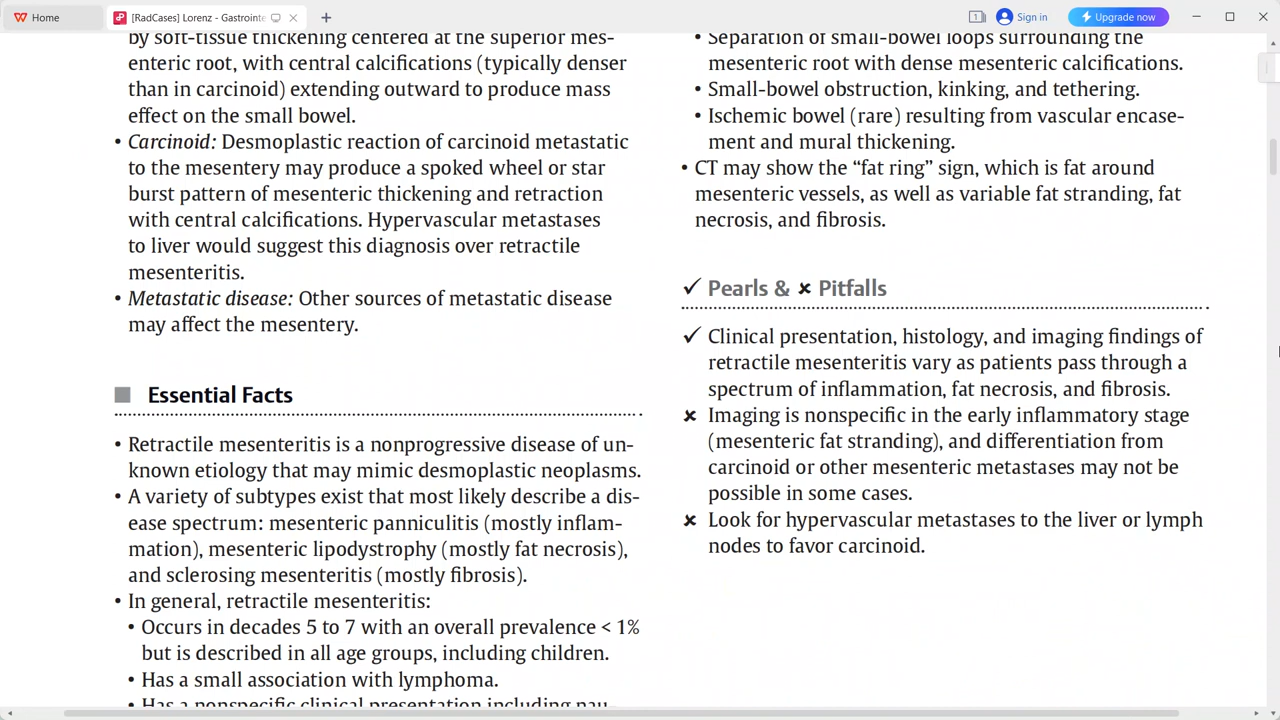 Home
[RadCases] Lorenz - Gastrointe
1
Sign in
Upgrade now
by soft-tissue thickening centered at the superior mes-
enteric root, with central calcifications (typically denser
than in carcinoid) extending outward to produce mass
effect on the small bowel.
• Carcinoid: Desmoplastic reaction of carcinoid metastatic
to the mesentery may produce a spoked wheel or star
burst pattern of mesenteric thickening and retraction
with central calcifications. Hypervascular metastases
to liver would suggest this diagnosis over retractile
mesenteritis.
• Metastatic disease: Other sources of metastatic disease
may affect the mesentery.
Essential Facts
• Retractile mesenteritis is a nonprogressive disease of un-
known etiology that may mimic desmoplastic neoplasms.
• A variety of subtypes exist that most likely describe a dis-
ease spectrum: mesenteric panniculitis (mostly inflam-
mation), mesenteric lipodystrophy (mostly fat necrosis),
and sclerosing mesenteritis (mostly fibrosis).
• In general, retractile mesenteritis:
• Occurs in decades 5 to 7 with an overall prevalence < 1%
but is described in all age groups, including children.
• Has a small association with lymphoma.
• Has a nonspecific clinical presentation including nau-
• Separation of small-bowel loops surrounding the
mesenteric root with dense mesenteric calcifications.
• Small-bowel obstruction, kinking, and tethering.
• Ischemic bowel (rare) resulting from vascular encase-
ment and mural thickening.
• CT may show the “fat ring” sign, which is fat around
mesenteric vessels, as well as variable fat stranding, fat
necrosis, and fibrosis.
✓ Pearls & ✘ Pitfalls
✓ Clinical presentation, histology, and imaging findings of
retractile mesenteritis vary as patients pass through a
spectrum of inflammation, fat necrosis, and fibrosis.
✘ Imaging is nonspecific in the early inflammatory stage
(mesenteric fat stranding), and differentiation from
carcinoid or other mesenteric metastases may not be
possible in some cases.
✘ Look for hypervascular metastases to the liver or lymph
nodes to favor carcinoid.